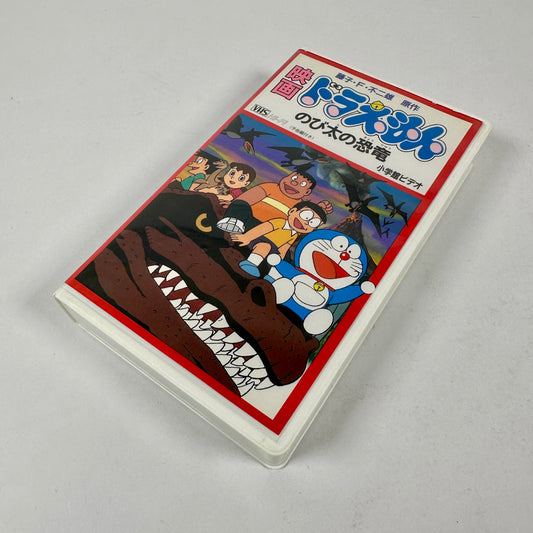 藤子・F・不二雄 原作
映画
ドラえもん
のび太の恐竜
VHS
小学館ビデオ